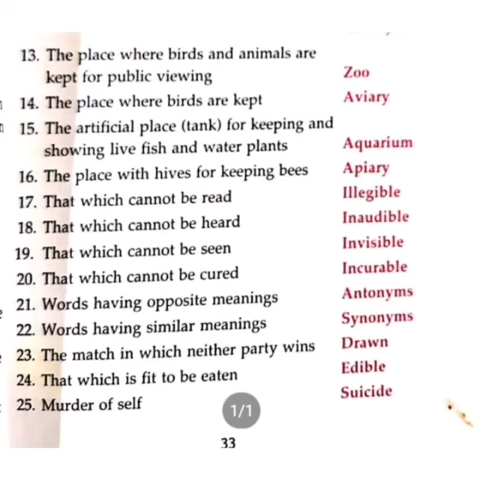 13. The place where birds and animals are
kept for public viewing Zoo
14. The place where birds are kept Aviary
15. The artificial place (tank) for keeping and
showing live fish and water plants Aquarium
16. The place with hives for keeping bees Apiary
17. That which cannot be read Illegible
18. That which cannot be heard Inaudible
19. That which cannot be seen Invisible
20. That which cannot be cured Incurable
21. Words having opposite meanings Antonyms
22. Words having similar meanings Synonyms
23. The match in which neither party wins Drawn
24. That which is fit to be eaten Edible
25. Murder of self Suicide
1/1
33